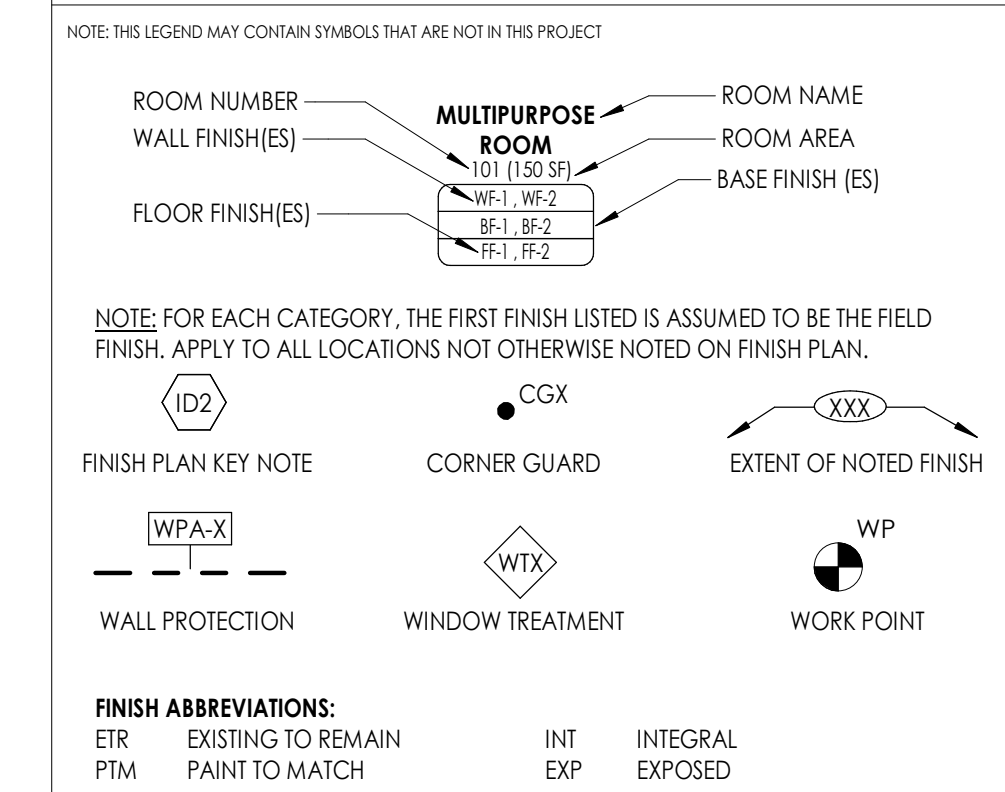 NOTE: THIS LEGEND MAY CONTAIN SYMBOLS THAT ARE NOT IN THIS PROJECT
ROOM NUMBER
WALL FINISH(ES)
FLOOR FINISH(ES)
MULTIPURPOSE
ROOM
101 (150 SF)
WF-1 , WF-2
BF-1 , BF-2
FF-1 , FF-2
ROOM NAME
ROOM AREA
BASE FINISH (ES)
NOTE: FOR EACH CATEGORY, THE FIRST FINISH LISTED IS ASSUMED TO BE THE FIELD
FINISH. APPLY TO ALL LOCATIONS NOT OTHERWISE NOTED ON FINISH PLAN.
ID2
FINISH PLAN KEY NOTE
CGX
CORNER GUARD
XXX
EXTENT OF NOTED FINISH
WPA-X
WALL PROTECTION
WTX
WINDOW TREATMENT
WP
WORK POINT
FINISH ABBREVIATIONS:
ETR EXISTING TO REMAIN INT INTEGRAL
PTM PAINT TO MATCH EXP EXPOSED